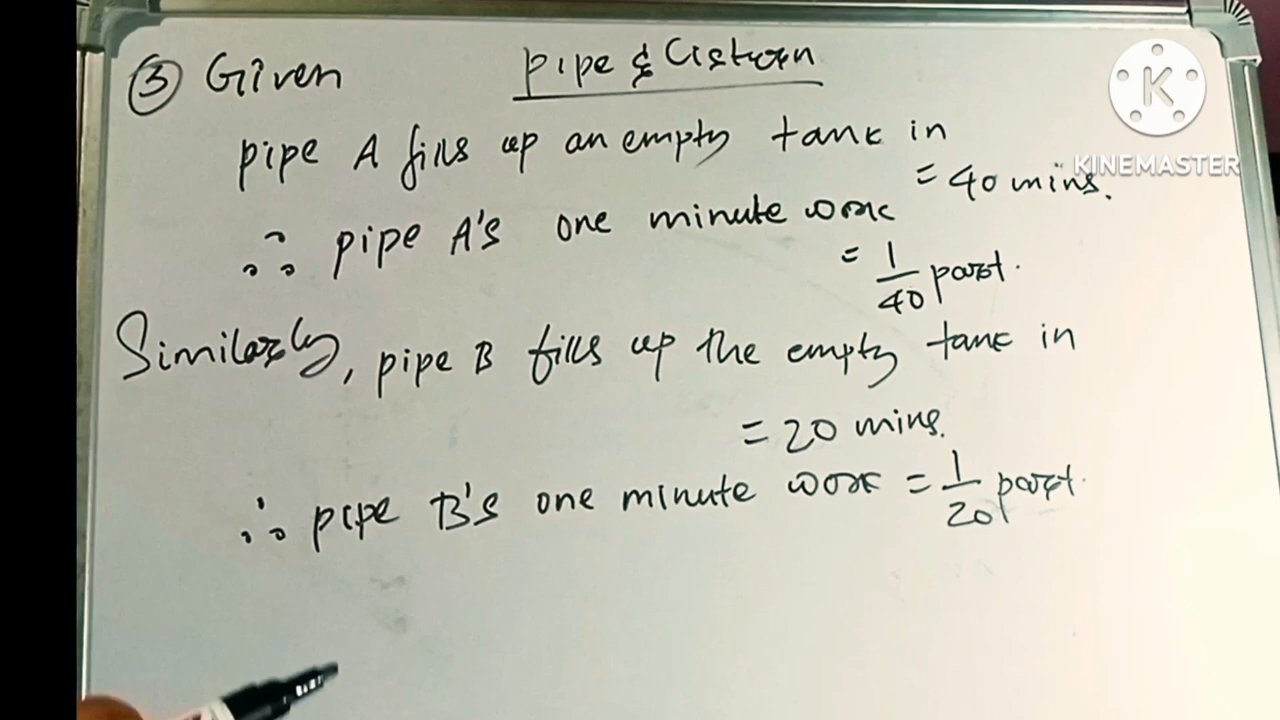 ③ Given
Pipe & Cistern
pipe A fills up an empty tank in
= 40 mins.
∴ pipe A's one minute work
= 1/40 part.
Similarly, pipe B fills up the empty tank in
= 20 mins.
∴ pipe B's one minute work = 1/20 part.
K
KINEMASTER